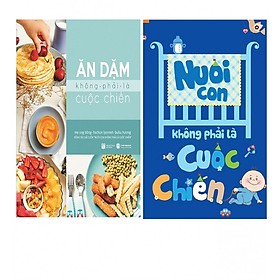 ĂN DẶM
không phải là
cuộc chiến
Nuôi
con
Không phải là
Cuộc
Chiến